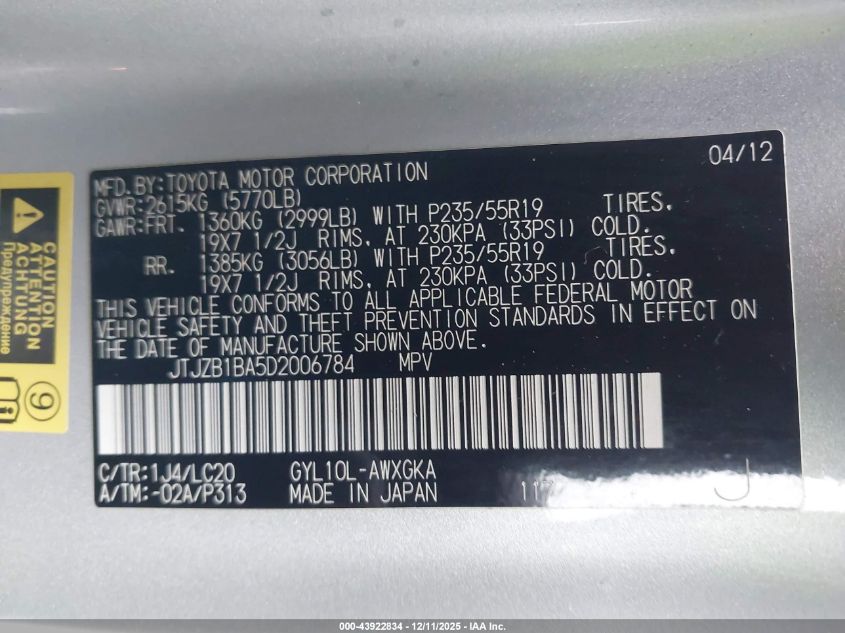 04/12
MFD.BY:TOYOTA MOTOR CORPORATION
GVWR:2615KG (5770LB)
GAWR:FRT. 1360KG (2999LB) WITH P235/55R19 TIRES,
19X7 1/2J RIMS, AT 230KPA (33PSI) COLD.
RR. 1385KG (3056LB) WITH P235/55R19 TIRES,
19X7 1/2J RIMS, AT 230KPA (33PSI) COLD.
THIS VEHICLE CONFORMS TO ALL APPLICABLE FEDERAL MOTOR
VEHICLE SAFETY AND THEFT PREVENTION STANDARDS IN EFFECT ON
THE DATE OF MANUFACTURE SHOWN ABOVE.
JTJZB1BA5D2006784 MPV
C/TR:1J4/LC20 GYL10L-AWXGKA
A/TM:-02A/P313 MADE IN JAPAN
J
CAUTION
ATTENTION
ACHTUNG
Предупреждение
9
000-43922834 - 12/11/2025 - IAA Inc.